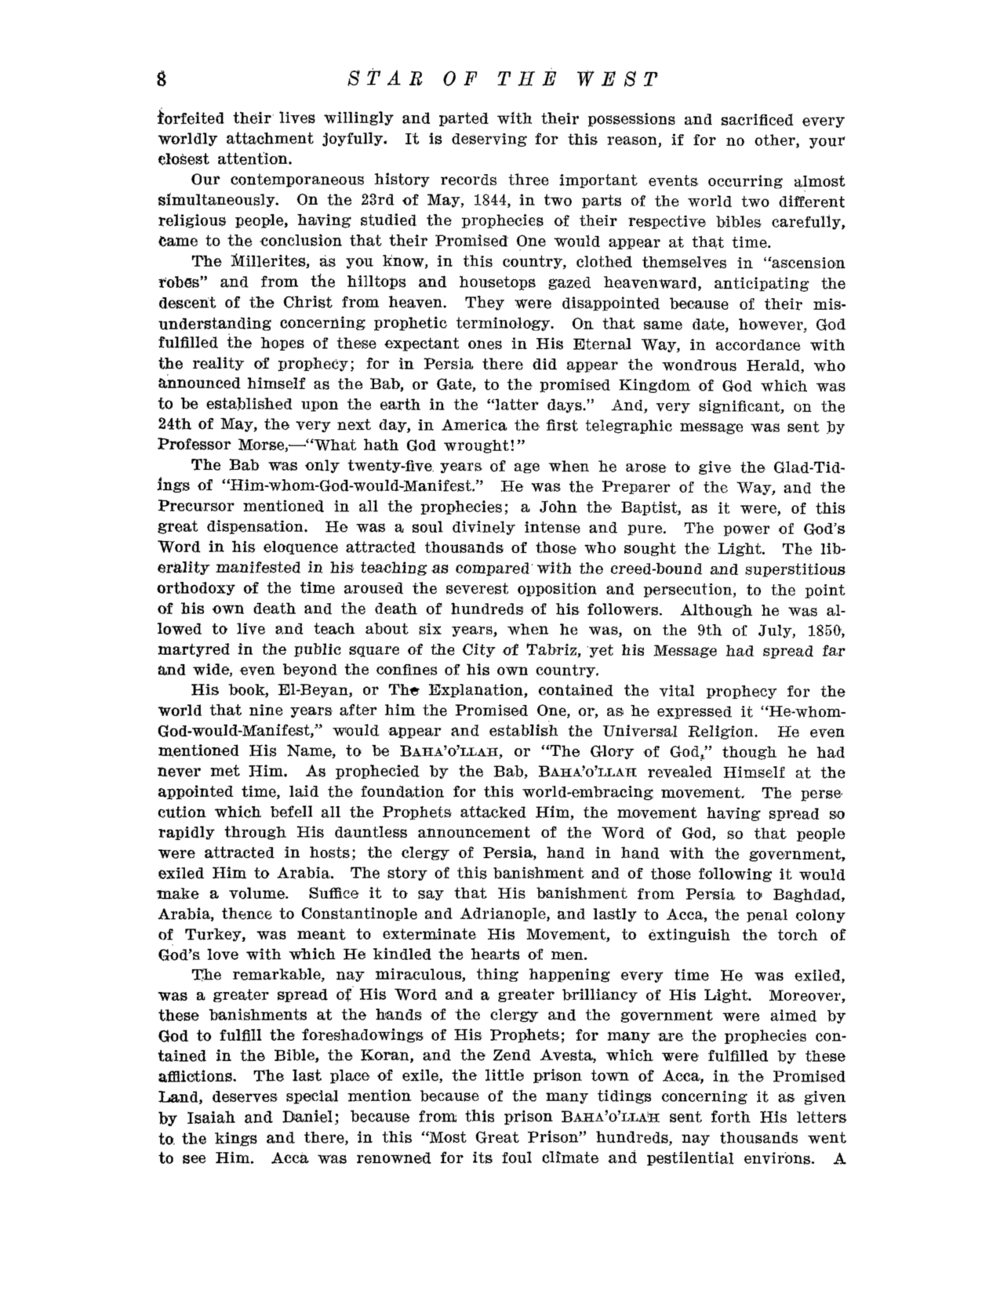 8 STAR OF THE WEST
forfeited their lives willingly and parted with their possessions and sacrificed every
worldly attachment joyfully. It is deserving for this reason, if for no other, your
closest attention.
Our contemporaneous history records three important events occurring almost
simultaneously. On the 23rd of May, 1844, in two parts of the world two different
religious people, having studied the prophecies of their respective bibles carefully,
came to the conclusion that their Promised One would appear at that time.
The Millerites, as you know, in this country, clothed themselves in “ascension
robes” and from the hilltops and housetops gazed heavenward, anticipating the
descent of the Christ from heaven. They were disappointed because of their mis-
understanding concerning prophetic terminology. On that same date, however, God
fulfilled the hopes of these expectant ones in His Eternal Way, in accordance with
the reality of prophecy; for in Persia there did appear the wondrous Herald, who
announced himself as the Bab, or Gate, to the promised Kingdom of God which was
to be established upon the earth in the “latter days.” And, very significant, on the
24th of May, the very next day, in America the first telegraphic message was sent by
Professor Morse,—“What hath God wrought!”
The Bab was only twenty-five years of age when he arose to give the Glad-Tid-
ings of “Him-whom-God-would-Manifest.” He was the Preparer of the Way, and the
Precursor mentioned in all the prophecies; a John the Baptist, as it were, of this
great dispensation. He was a soul divinely intense and pure. The power of God’s
Word in his eloquence attracted thousands of those who sought the Light. The lib-
erality manifested in his teaching as compared with the creed-bound and superstitious
orthodoxy of the time aroused the severest opposition and persecution, to the point
of his own death and the death of hundreds of his followers. Although he was al-
lowed to live and teach about six years, when he was, on the 9th of July, 1850,
martyred in the public square of the City of Tabriz, yet his Message had spread far
and wide, even beyond the confines of his own country.
His book, El-Beyan, or The Explanation, contained the vital prophecy for the
world that nine years after him the Promised One, or, as he expressed it “He-whom-
God-would-Manifest,” would appear and establish the Universal Religion. He even
mentioned His Name, to be BAHA’O’LLAH, or “The Glory of God,” though he had
never met Him. As prophecied by the Bab, BAHA’O’LLAH revealed Himself at the
appointed time, laid the foundation for this world-embracing movement. The perse-
cution which befell all the Prophets attacked Him, the movement having spread so
rapidly through His dauntless announcement of the Word of God, so that people
were attracted in hosts; the clergy of Persia, hand in hand with the government,
exiled Him to Arabia. The story of this banishment and of those following it would
make a volume. Suffice it to say that His banishment from Persia to Baghdad,
Arabia, thence to Constantinople and Adrianople, and lastly to Acca, the penal colony
of Turkey, was meant to exterminate His Movement, to extinguish the torch of
God’s love with which He kindled the hearts of men.
The remarkable, nay miraculous, thing happening every time He was exiled,
was a greater spread of His Word and a greater brilliancy of His Light. Moreover,
these banishments at the hands of the clergy and the government were aimed by
God to fulfill the foreshadowings of His Prophets; for many are the prophecies con-
tained in the Bible, the Koran, and the Zend Avesta, which were fulfilled by these
afflictions. The last place of exile, the little prison town of Acca, in the Promised
Land, deserves special mention because of the many tidings concerning it as given
by Isaiah and Daniel; because from this prison BAHA’O’LLAH sent forth His letters
to the kings and there, in this “Most Great Prison” hundreds, nay thousands went
to see Him. Acca was renowned for its foul climate and pestilential environs. A